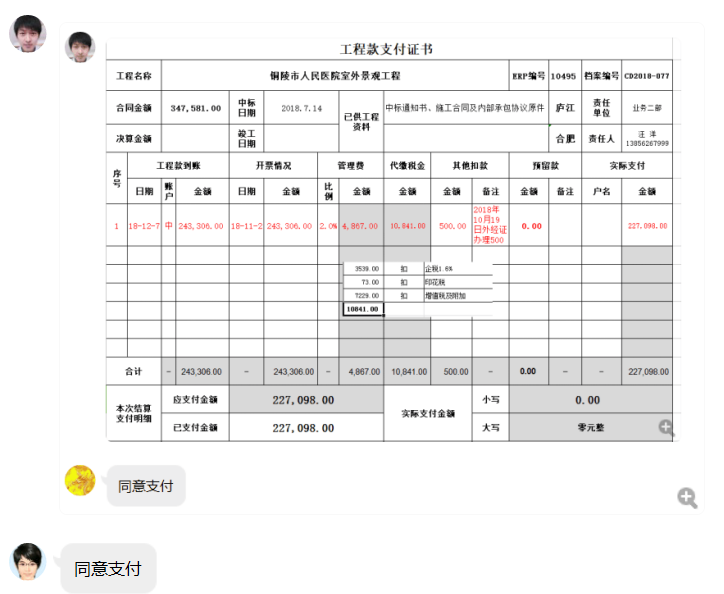 工程款支付证书
工程名称 铜陵市人民医院室外景观工程 ERP编号 10495 档案编号 CD2018-077
合同金额 347,581.00 中标日期 2018.7.14 已供工程资料 中标通知书、施工合同及内部承包协议原件 庐江 责任单位 业务二部
决算金额 竣工日期 合肥 责任人 汪洋 13856267999
序号 工程款到账 开票情况 管理费 代缴税金 其他扣款 预留款 实际支付
日期 账户 金额 日期 金额 比例 金额 金额 金额 备注 金额 备注 户名 金额
1 18-12-7 中 243,306.00 18-11-2 243,306.00 2.0% 4,867.00 10,841.00 500.00 2018年10月19日外经证办理500 0.00 227,098.00
3539.00 扣 企税1.6%
73.00 扣 印花税
7229.00 扣 增值税及附加
10841.00
合计 - 243,306.00 - 243,306.00 - 4,867.00 10,841.00 500.00 - 0.00 - - 227,098.00
本次结算支付明细 应支付金额 227,098.00 实际支付金额 小写 0.00
已支付金额 227,098.00 大写 零元整
同意支付
同意支付